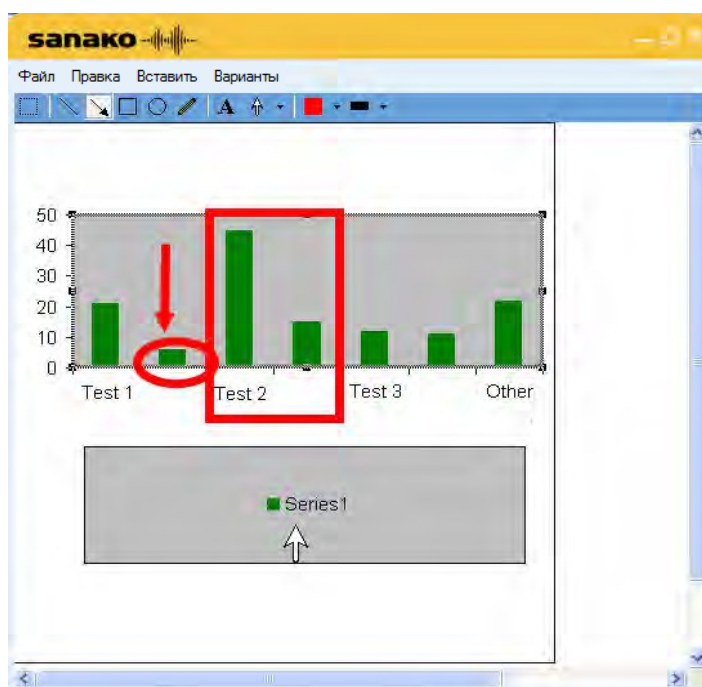 sanako
Файл Правка Вставить Варианты
A
50
40
30
20
10
0
Test 1 Test 2 Test 3 Other
Series1